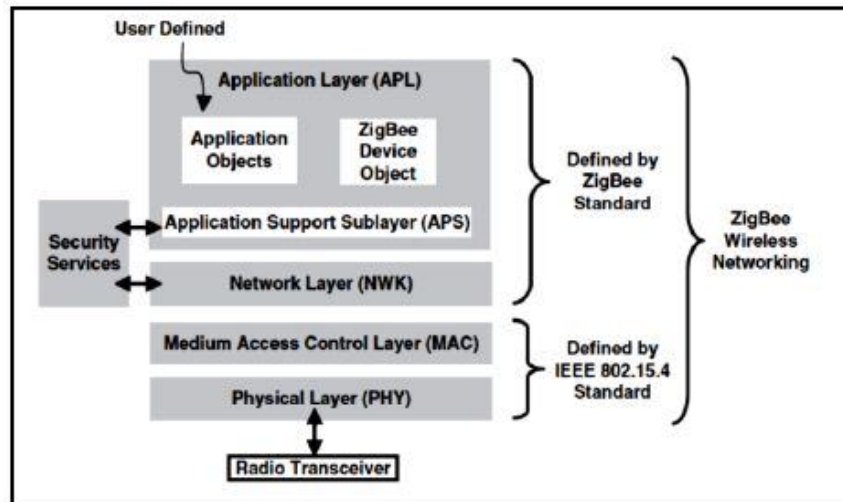 User Defined
Application Layer (APL)
Application
Objects
ZigBee
Device
Object
Application Support Sublayer (APS)
Security
Services
Network Layer (NWK)
Medium Access Control Layer (MAC)
Physical Layer (PHY)
Radio Transceiver
Defined by
ZigBee
Standard
Defined by
IEEE 802.15.4
Standard
ZigBee
Wireless
Networking